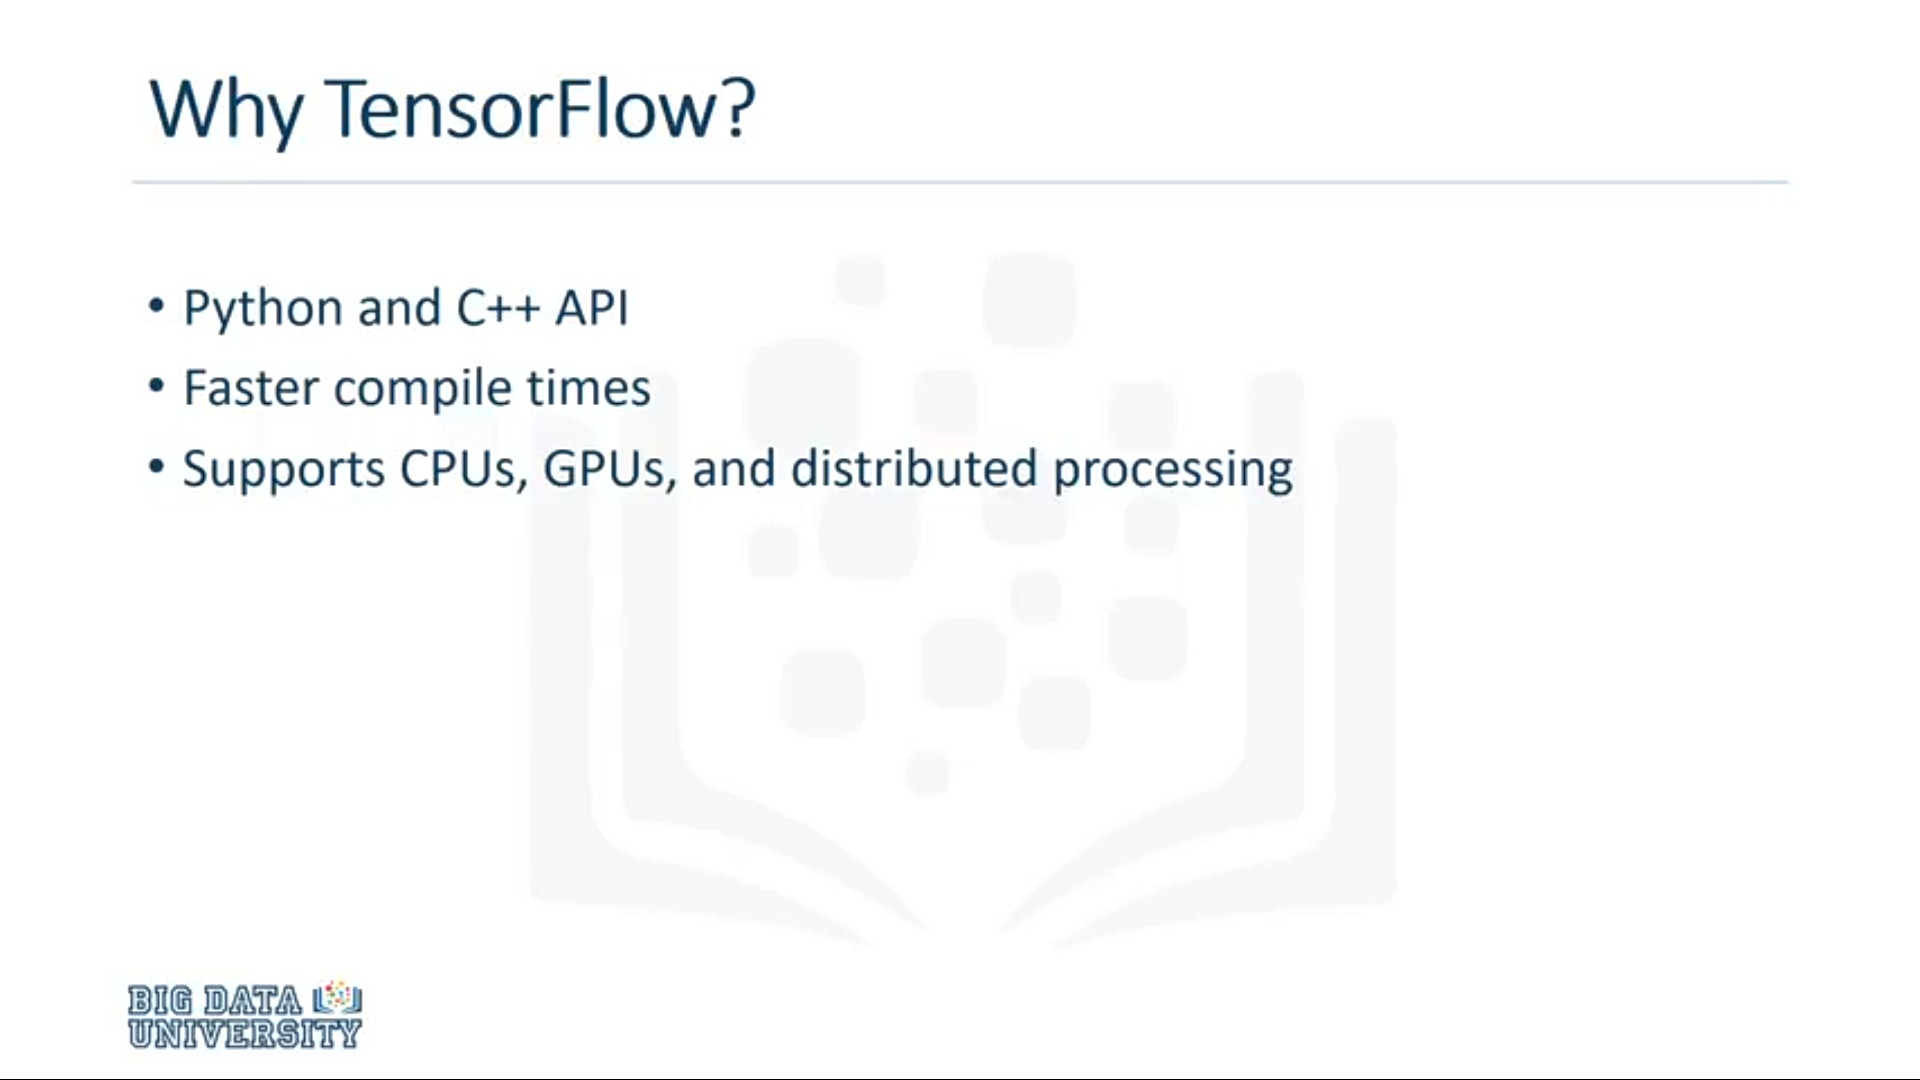 Why TensorFlow?
• Python and C++ API
• Faster compile times
• Supports CPUs, GPUs, and distributed processing
BIG DATA
UNIVERSITY